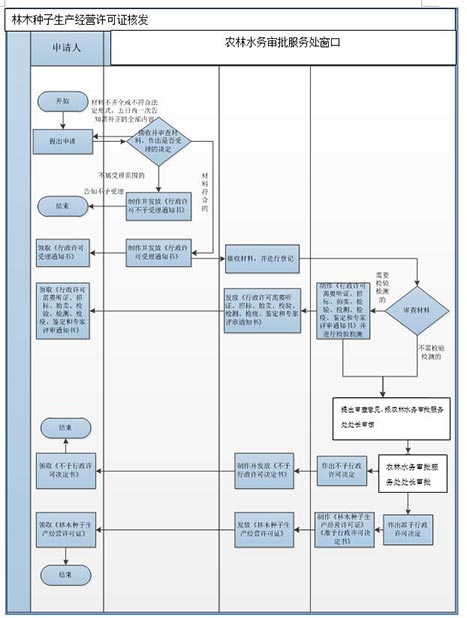 林木种子生产经营许可证核发
申请人
农林水务审批服务处窗口
开始
材料不齐全或不符合法
定形式，五日内一次告
知需补正的全部内容
提出申请
接收并审查材
料，作出是否受
理的决定
不属受理范围的
告知不予受理
材料符合的
结束
制作并发放《行政许
可不予受理通知书》
领取《行政许
可受理通知书》
制作并发放《行政许
可受理通知书》
接收材料，并进行登记
需要
检验
检测
的
领取《行政许可
需要听证、招
标、拍卖、检
验、检测、检
疫、鉴定和专家
评审通知书》
发放《行政许可需要听
证、招标、拍卖、检验、
检测、检疫、鉴定和专家
评审通知书》
制作《行政许可
需要听证、招
标、拍卖、检
验、检测、检
疫、鉴定和专家
评审通知书》并
进行检验检测
审查材料
不需检验
检测的
提出审查意见，报农林水务审批服务
处处长审核
结束
农林水务审批服
务处处长审批
领取《不予行政许
可决定书》
制作并发放《不予
行政许可决定书》
作出不予行政
许可决定
领取《林木种子生
产经营许可证》
发放《林木种子生
产经营许可证》
制作《林木种子生产
经营许可证》
《准予行政许可决
定书》
作出准予行政
许可决定
结束